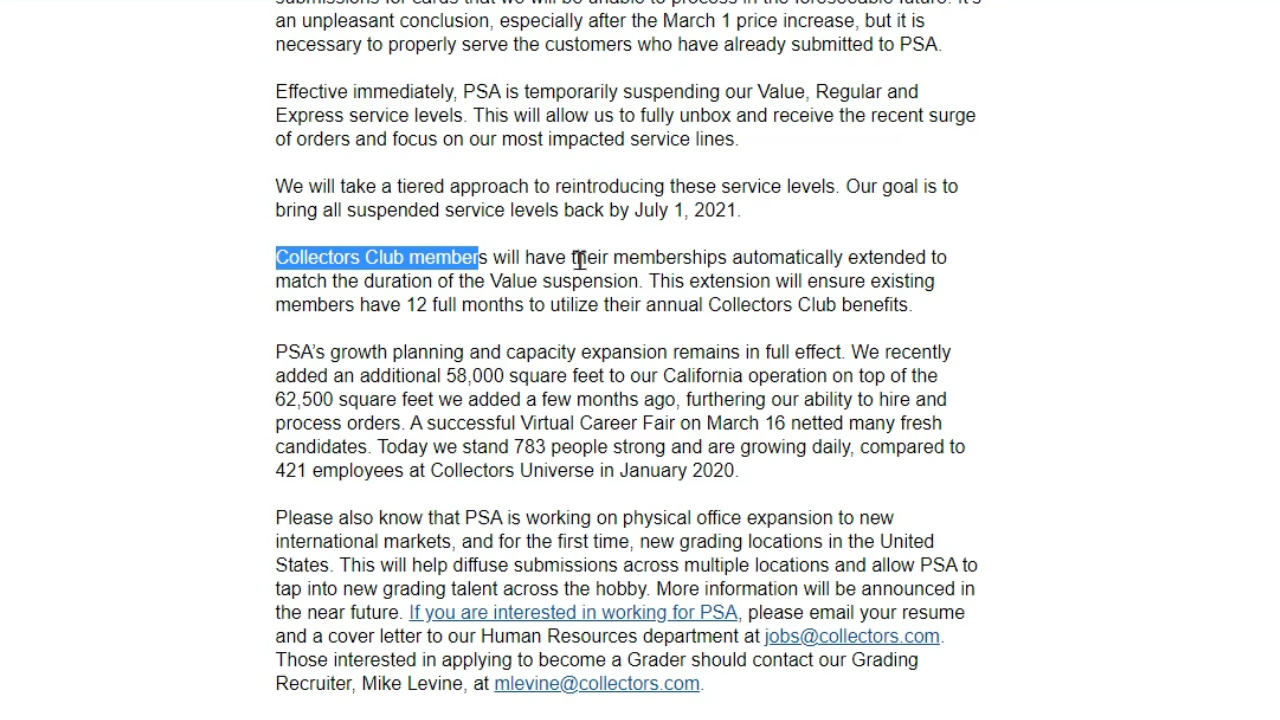 submissions for cards that we will be unable to process in the foreseeable future. It's
an unpleasant conclusion, especially after the March 1 price increase, but it is
necessary to properly serve the customers who have already submitted to PSA.
Effective immediately, PSA is temporarily suspending our Value, Regular and
Express service levels. This will allow us to fully unbox and receive the recent surge
of orders and focus on our most impacted service lines.
We will take a tiered approach to reintroducing these service levels. Our goal is to
bring all suspended service levels back by July 1, 2021.
Collectors Club members will have their memberships automatically extended to
match the duration of the Value suspension. This extension will ensure existing
members have 12 full months to utilize their annual Collectors Club benefits.
PSA’s growth planning and capacity expansion remains in full effect. We recently
added an additional 58,000 square feet to our California operation on top of the
62,500 square feet we added a few months ago, furthering our ability to hire and
process orders. A successful Virtual Career Fair on March 16 netted many fresh
candidates. Today we stand 783 people strong and are growing daily, compared to
421 employees at Collectors Universe in January 2020.
Please also know that PSA is working on physical office expansion to new
international markets, and for the first time, new grading locations in the United
States. This will help diffuse submissions across multiple locations and allow PSA to
tap into new grading talent across the hobby. More information will be announced in
the near future. If you are interested in working for PSA, please email your resume
and a cover letter to our Human Resources department at jobs@collectors.com.
Those interested in applying to become a Grader should contact our Grading
Recruiter, Mike Levine, at mlevine@collectors.com.